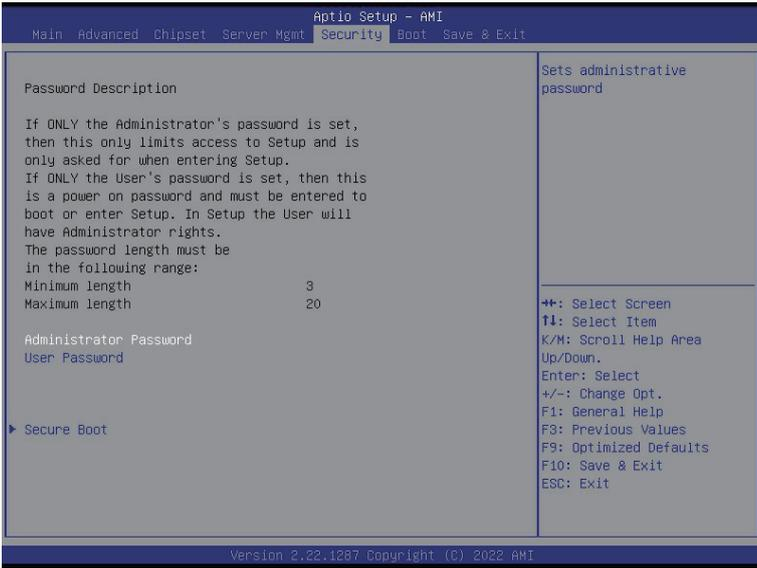 Aptio Setup - AMI
Main Advanced Chipset Server Mgmt Security Boot Save & Exit
Password Description
If ONLY the Administrator's password is set,
then this only limits access to Setup and is
only asked for when entering Setup.
If ONLY the User's password is set, then this
is a power on password and must be entered to
boot or enter Setup. In Setup the User will
have Administrator rights.
The password length must be
in the following range:
Minimum length 3
Maximum length 20
Administrator Password
User Password
Secure Boot
Sets administrative
password
→←: Select Screen
↑↓: Select Item
K/M: Scroll Help Area
Up/Down.
Enter: Select
+/-: Change Opt.
F1: General Help
F3: Previous Values
F9: Optimized Defaults
F10: Save & Exit
ESC: Exit
Version 2.22.1287 Copyright (C) 2022 AMI